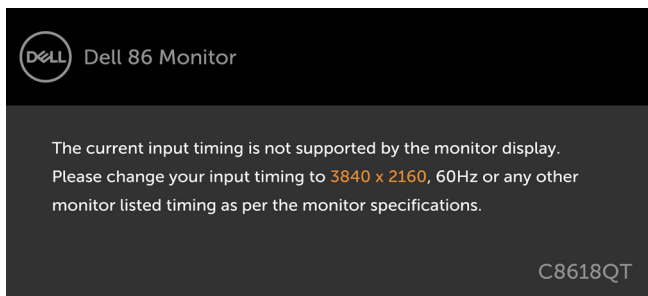 DELL Dell 86 Monitor
The current input timing is not supported by the monitor display.
Please change your input timing to 3840 x 2160, 60Hz or any other
monitor listed timing as per the monitor specifications.
C8618QT